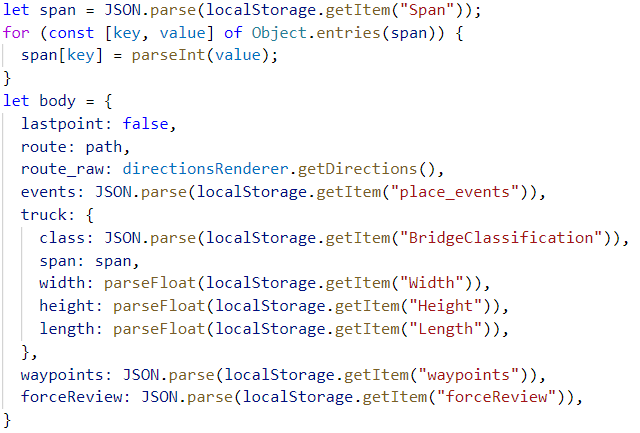 let span = JSON.parse(localStorage.getItem("Span"));
for (const [key, value] of Object.entries(span)) {
  span[key] = parseInt(value);
}
let body = {
  lastpoint: false,
  route: path,
  route_raw: directionsRenderer.getDirections(),
  events: JSON.parse(localStorage.getItem("place_events")),
  truck: {
    class: JSON.parse(localStorage.getItem("BridgeClassification")),
    span: span,
    width: parseFloat(localStorage.getItem("Width")),
    height: parseFloat(localStorage.getItem("Height")),
    length: parseFloat(localStorage.getItem("Length")),
  },
  waypoints: JSON.parse(localStorage.getItem("waypoints")),
  forceReview: JSON.parse(localStorage.getItem("forceReview")),
}